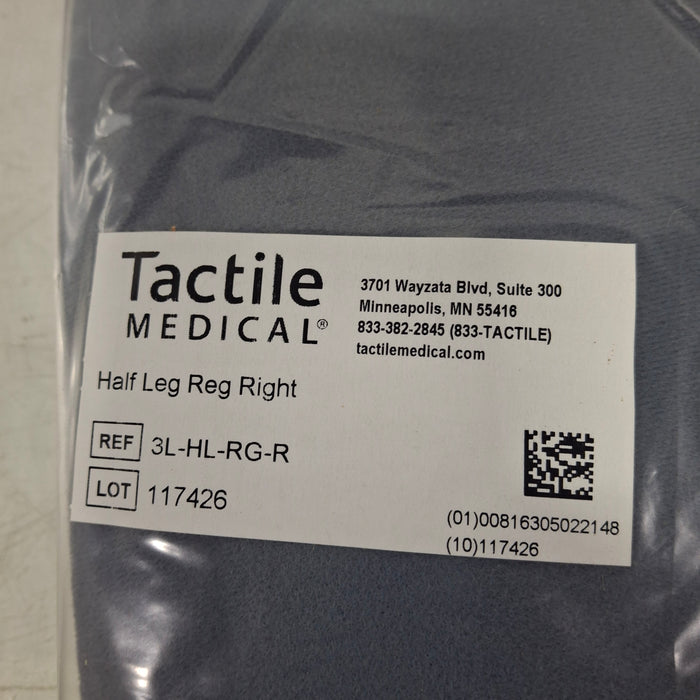 Tactile
MEDICAL®
3701 Wayzata Blvd, Suite 300
Minneapolis, MN 55416
833-382-2845 (833-TACTILE)
tactilemedical.com
Half Leg Reg Right
REF 3L-HL-RG-R
LOT 117426
(01)00816305022148
(10)117426